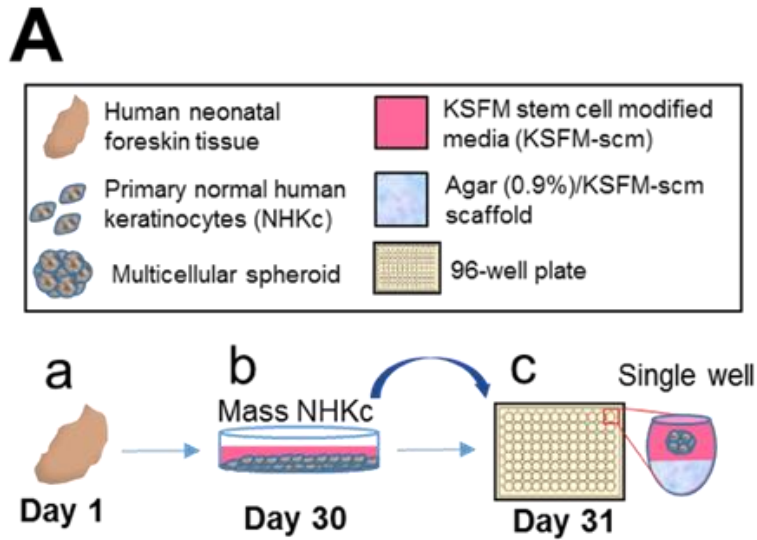 A
Human neonatal
foreskin tissue
KSFM stem cell modified
media (KSFM-scm)
Primary normal human
keratinocytes (NHKc)
Agar (0.9%)/KSFM-scm
scaffold
Multicellular spheroid
96-well plate
a
b
c
Single well
Mass NHKc
Day 1
Day 30
Day 31